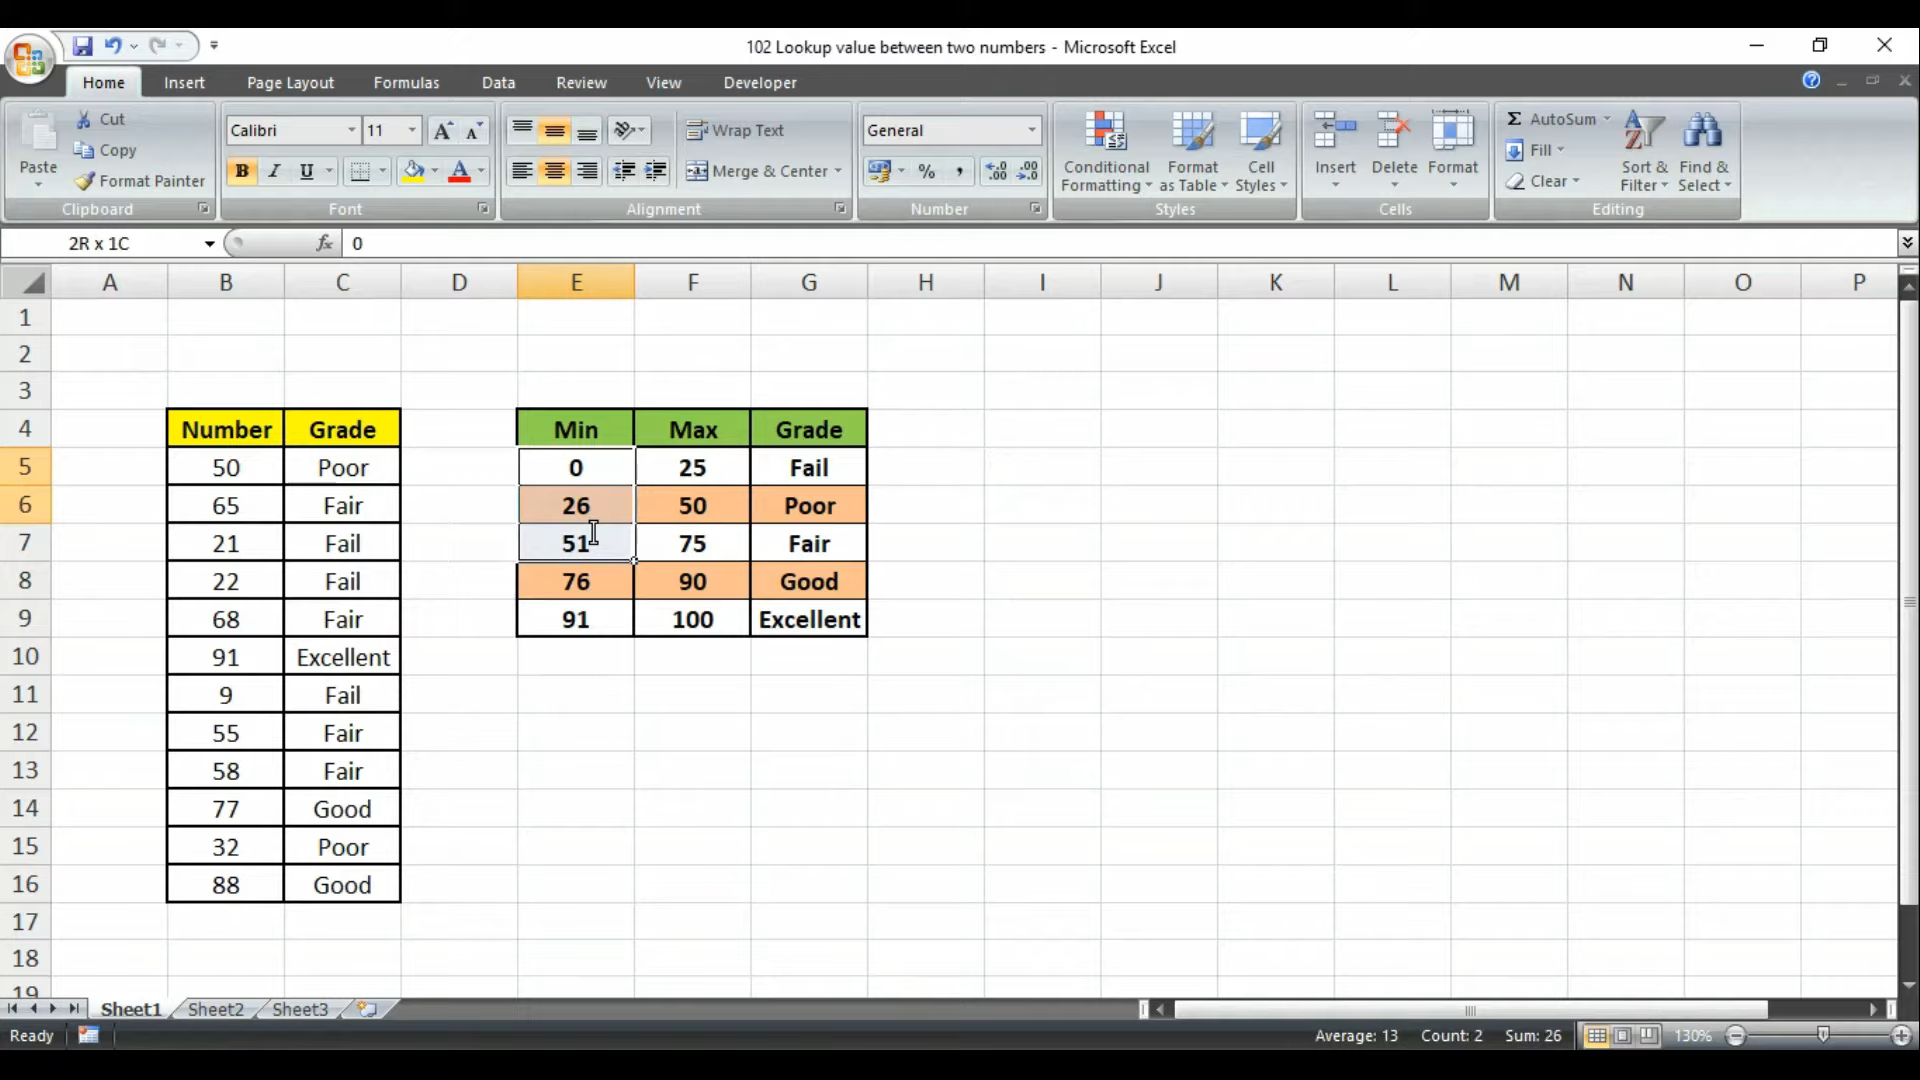 102 Lookup value between two numbers - Microsoft Excel
Home Insert Page Layout Formulas Data Review View Developer
Paste Cut Copy Format Painter Clipboard
Calibri 11 B I U A A A Font
Wrap Text Merge & Center Alignment
General % , .0 .00 .00 .0 Number
Conditional Formatting Format as Table Cell Styles Styles
Insert Delete Format Cells
Σ AutoSum Fill Clear Sort & Filter Find & Select Editing
2R x 1C fx 0
A B C D E F G H I J K L M N O P
1
2
3
4 Number Grade Min Max Grade
5 50 Poor 0 25 Fail
6 65 Fair 26 50 Poor
7 21 Fail 51 75 Fair
8 22 Fail 76 90 Good
9 68 Fair 91 100 Excellent
10 91 Excellent
11 9 Fail
12 55 Fair
13 58 Fair
14 77 Good
15 32 Poor
16 88 Good
17
18
19
Sheet1 Sheet2 Sheet3
Ready Average: 13 Count: 2 Sum: 26 130%